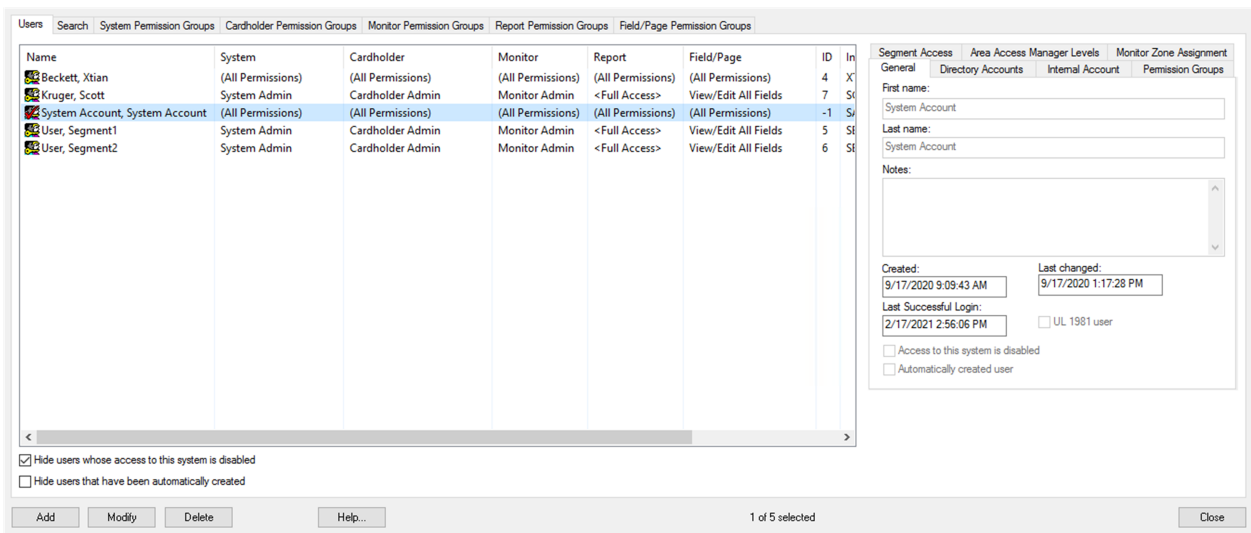 Users Search System Permission Groups Cardholder Permission Groups Monitor Permission Groups Report Permission Groups Field/Page Permission Groups
Name System Cardholder Monitor Report Field/Page ID In
Beckett, Xtian (All Permissions) (All Permissions) (All Permissions) (All Permissions) (All Permissions) 4
Kruger, Scott System Admin Cardholder Admin Monitor Admin <Full Access> View/Edit All Fields 7
System Account, System Account (All Permissions) (All Permissions) (All Permissions) (All Permissions) (All Permissions) -1
User, Segment1 System Admin Cardholder Admin Monitor Admin <Full Access> View/Edit All Fields 5
User, Segment2 System Admin Cardholder Admin Monitor Admin <Full Access> View/Edit All Fields 6
Hide users whose access to this system is disabled
Hide users that have been automatically created
Segment Access Area Access Manager Levels Monitor Zone Assignment
General Directory Accounts Internal Account Permission Groups
First name:
System Account
Last name:
System Account
Notes:
Created: Last changed:
9/17/2020 9:09:43 AM 9/17/2020 1:17:28 PM
Last Successful Login:
2/17/2021 2:56:06 PM UL 1981 user
Access to this system is disabled
Automatically created user
Add Modify Delete Help... 1 of 5 selected Close